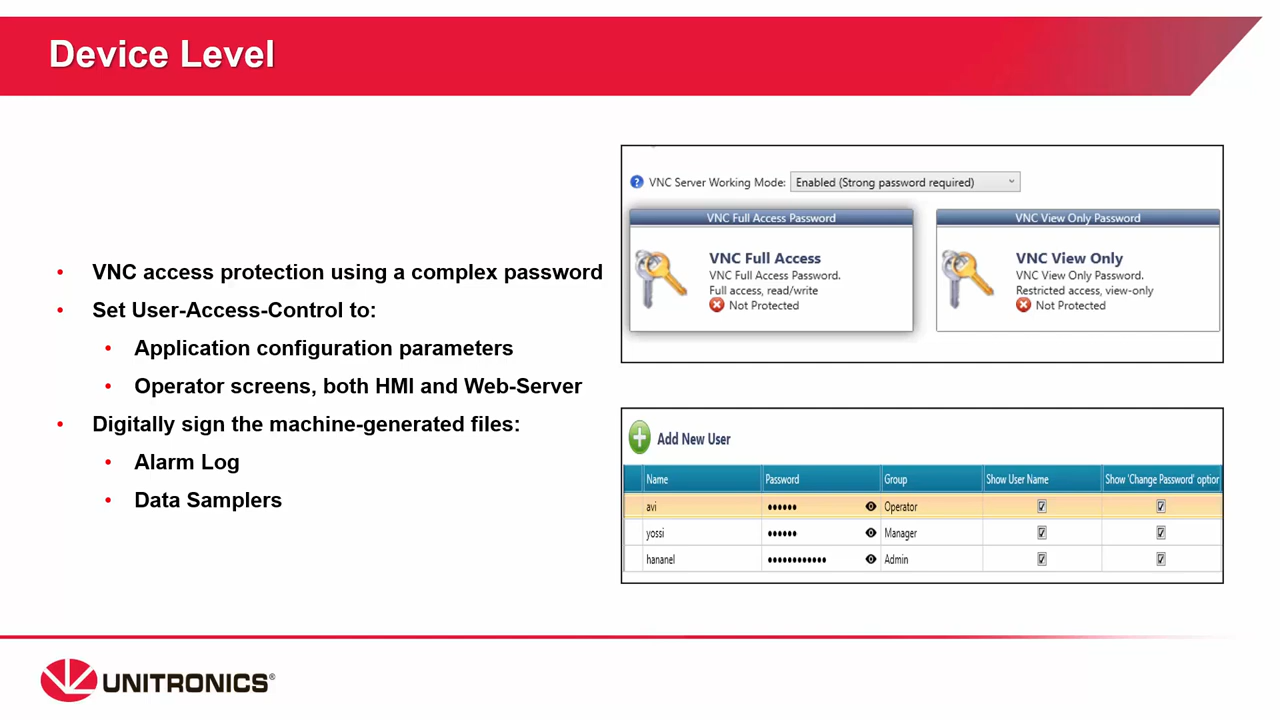 Device Level
• VNC access protection using a complex password
• Set User-Access-Control to:
• Application configuration parameters
• Operator screens, both HMI and Web-Server
• Digitally sign the machine-generated files:
• Alarm Log
• Data Samplers
? VNC Server Working Mode: Enabled (Strong password required)
VNC Full Access Password
VNC Full Access
VNC Full Access Password.
Full access, read/write
Not Protected
VNC View Only Password
VNC View Only
VNC View Only Password.
Restricted access, view-only
Not Protected
Add New User
Name Password Group Show User Name Show 'Change Password' option
avi •••••• Operator
yossi •••••• Manager
hananel •••••••••••• Admin
UNITRONICS®